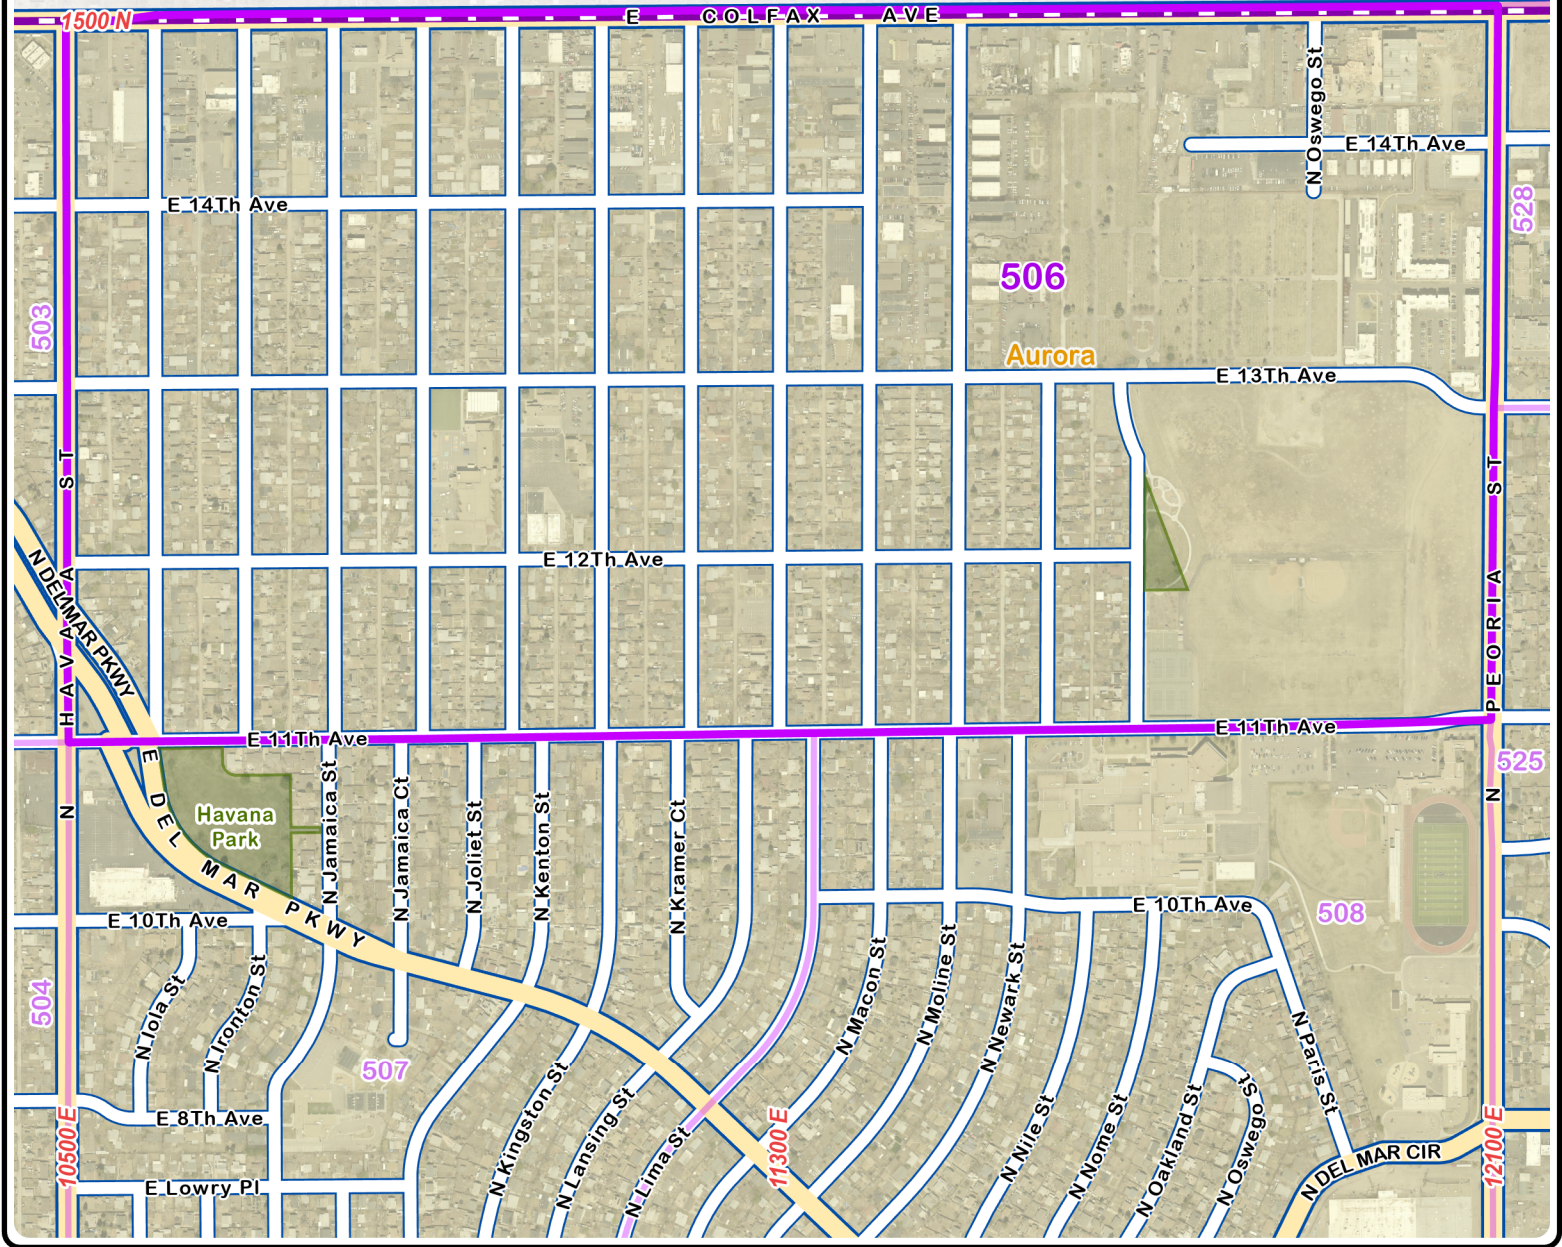 1500 N
E COLFAX AVE
N Oswego St
E 14Th Ave
E 14Th Ave
528
506
503
Aurora
E 13Th Ave
N HAVANA ST
N PEORIA ST
E 12Th Ave
N DEL MAR PKWY
E 11Th Ave
E 11Th Ave
525
E DEL MAR PKWY
Havana
Park
N Jamaica St
N Jamaica Ct
N Joliet St
N Kenton St
N Kramer Ct
E 10Th Ave
E 10Th Ave
508
504
N Iola St
N Ironton St
N Macon St
N Moline St
N Newark St
N Paris St
507
E 8Th Ave
10500 E
N Kingston St
N Lansing St
N Lima St
11300 E
N Nile St
N Nome St
N Oakland St
N Oswego St
12100 E
N DEL MAR CIR
E Lowry Pl